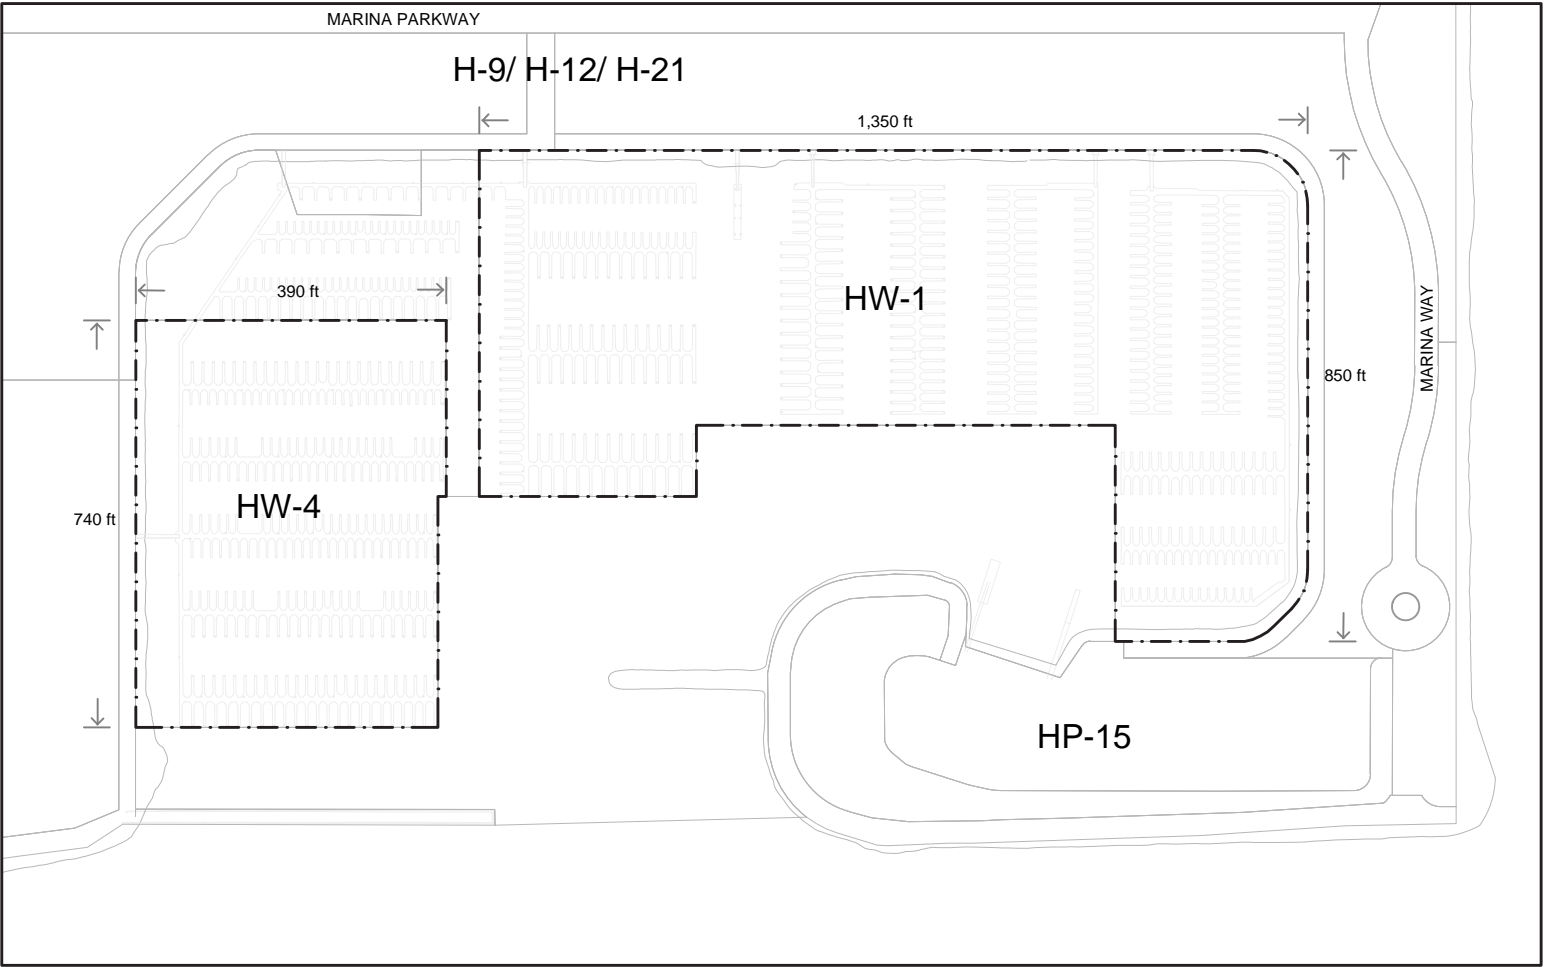 MARINA PARKWAY
H-9/ H-12/ H-21
1,350 ft
390 ft
HW-1
MARINA WAY
850 ft
HW-4
740 ft
HP-15